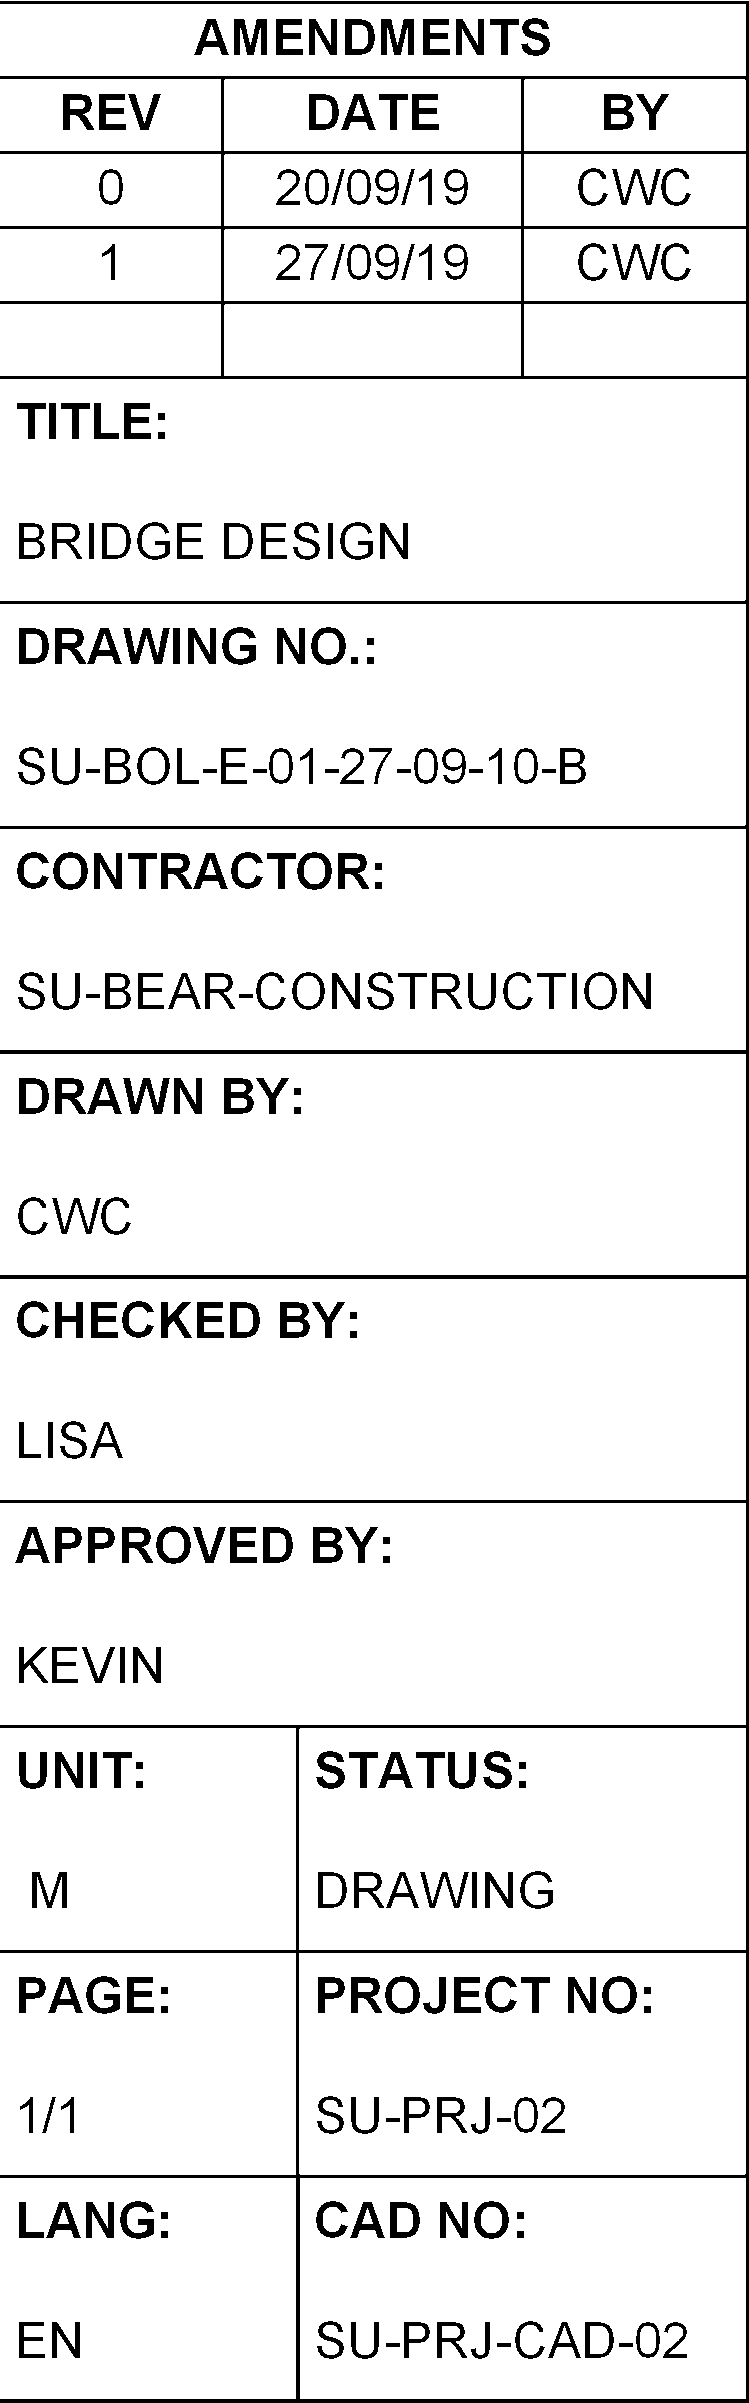 AMENDMENTS
REV DATE BY
0 20/09/19 CWC
1 27/09/19 CWC
TITLE:
BRIDGE DESIGN
DRAWING NO.:
SU-BOL-E-01-27-09-10-B
CONTRACTOR:
SU-BEAR-CONSTRUCTION
DRAWN BY:
CWC
CHECKED BY:
LISA
APPROVED BY:
KEVIN
UNIT: STATUS:
M DRAWING
PAGE: PROJECT NO:
1/1 SU-PRJ-02
LANG: CAD NO:
EN SU-PRJ-CAD-02